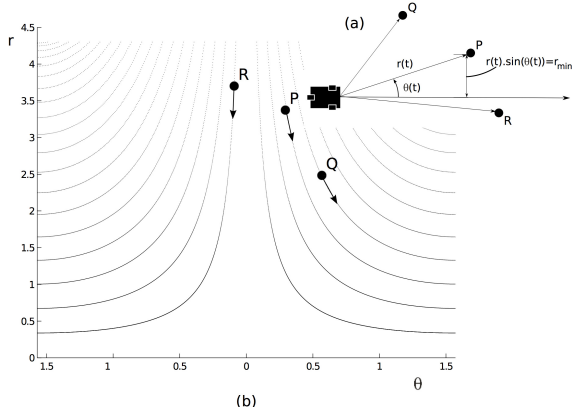 (a)
Q
P
r(t)
r(t).sin(θ(t))=rmin
θ(t)
R
r
4.5
4
3.5
3
2.5
2
1.5
1
0.5
0
R
P
Q
1.5 1 0.5 0 0.5 1 1.5
θ
(b)